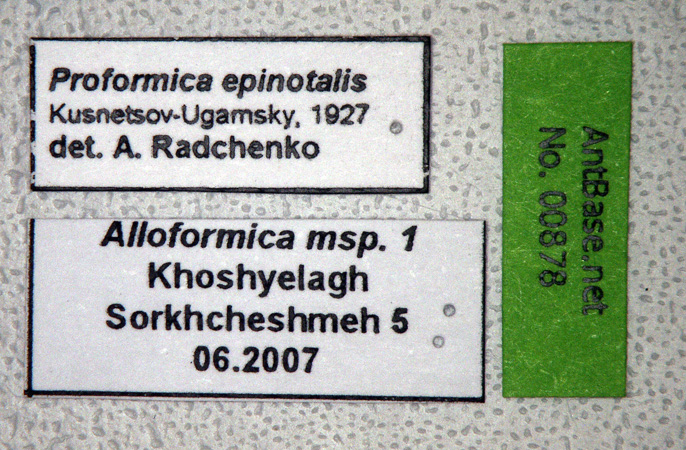 Proformica epinotalis
Kusnetsov-Ugamsky, 1927
det. A. Radchenko
Alloformica msp. 1
Khoshyelagh
Sorkhcheshmeh 5
06.2007
AntBase.net
No. 00878